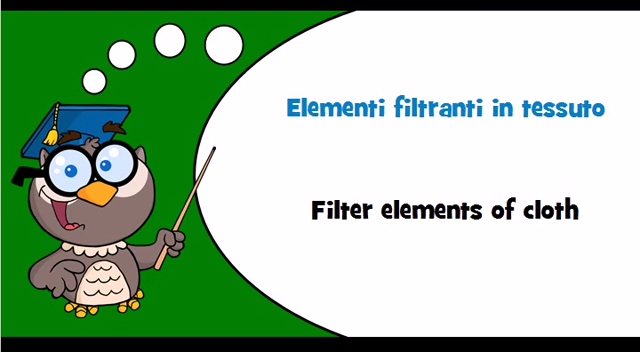 Elementi filtranti in tessuto
Filter elements of cloth